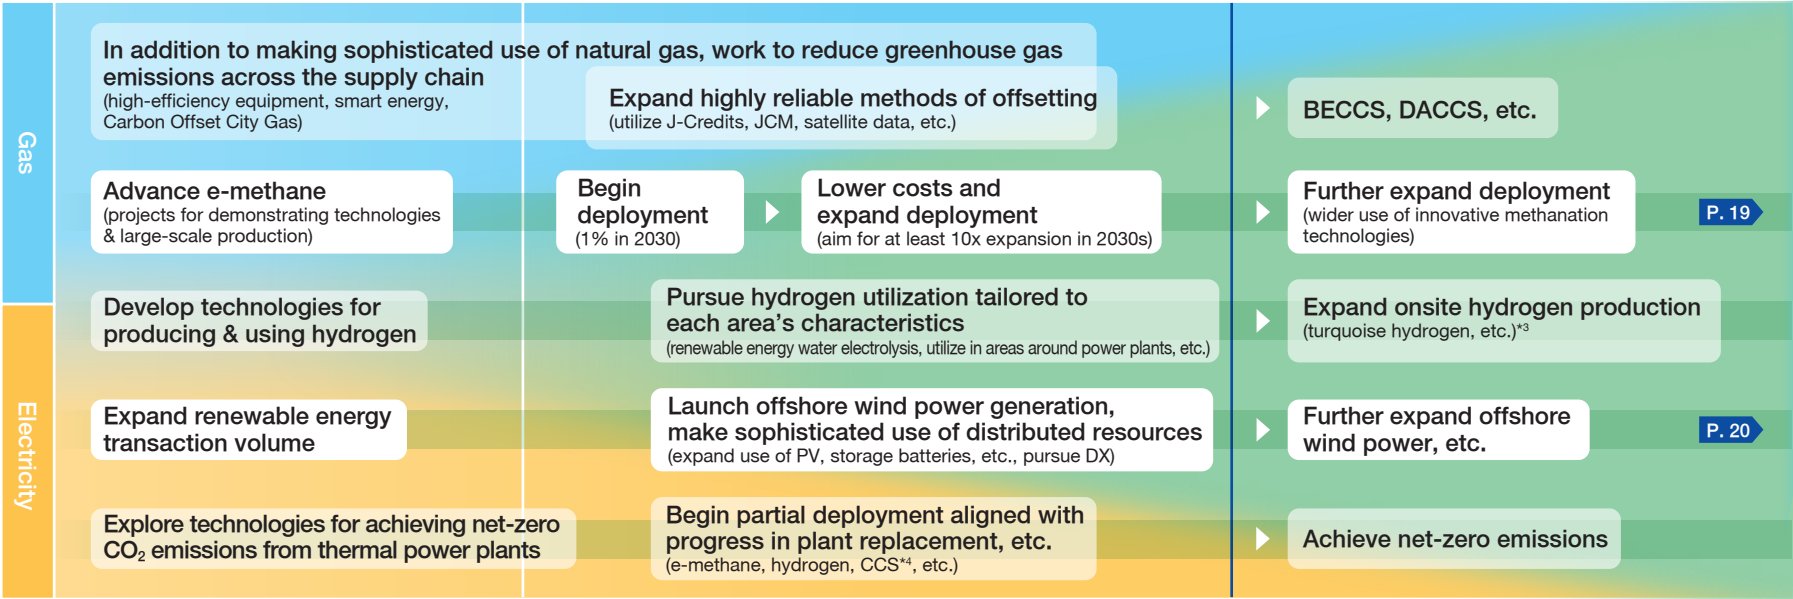 Gas
In addition to making sophisticated use of natural gas, work to reduce greenhouse gas
emissions across the supply chain
(high-efficiency equipment, smart energy,
Carbon Offset City Gas)
Expand highly reliable methods of offsetting
(utilize J-Credits, JCM, satellite data, etc.)
BECCS, DACCS, etc.
Advance e-methane
(projects for demonstrating technologies
& large-scale production)
Begin
deployment
(1% in 2030)
Lower costs and
expand deployment
(aim for at least 10x expansion in 2030s)
Further expand deployment
(wider use of innovative methanation
technologies)
P. 19
Develop technologies for
producing & using hydrogen
Pursue hydrogen utilization tailored to
each area’s characteristics
(renewable energy water electrolysis, utilize in areas around power plants, etc.)
Expand onsite hydrogen production
(turquoise hydrogen, etc.)*3
Electricity
Expand renewable energy
transaction volume
Launch offshore wind power generation,
make sophisticated use of distributed resources
(expand use of PV, storage batteries, etc., pursue DX)
Further expand offshore
wind power, etc.
P. 20
Explore technologies for achieving net-zero
CO2 emissions from thermal power plants
Begin partial deployment aligned with
progress in plant replacement, etc.
(e-methane, hydrogen, CCS*4, etc.)
Achieve net-zero emissions